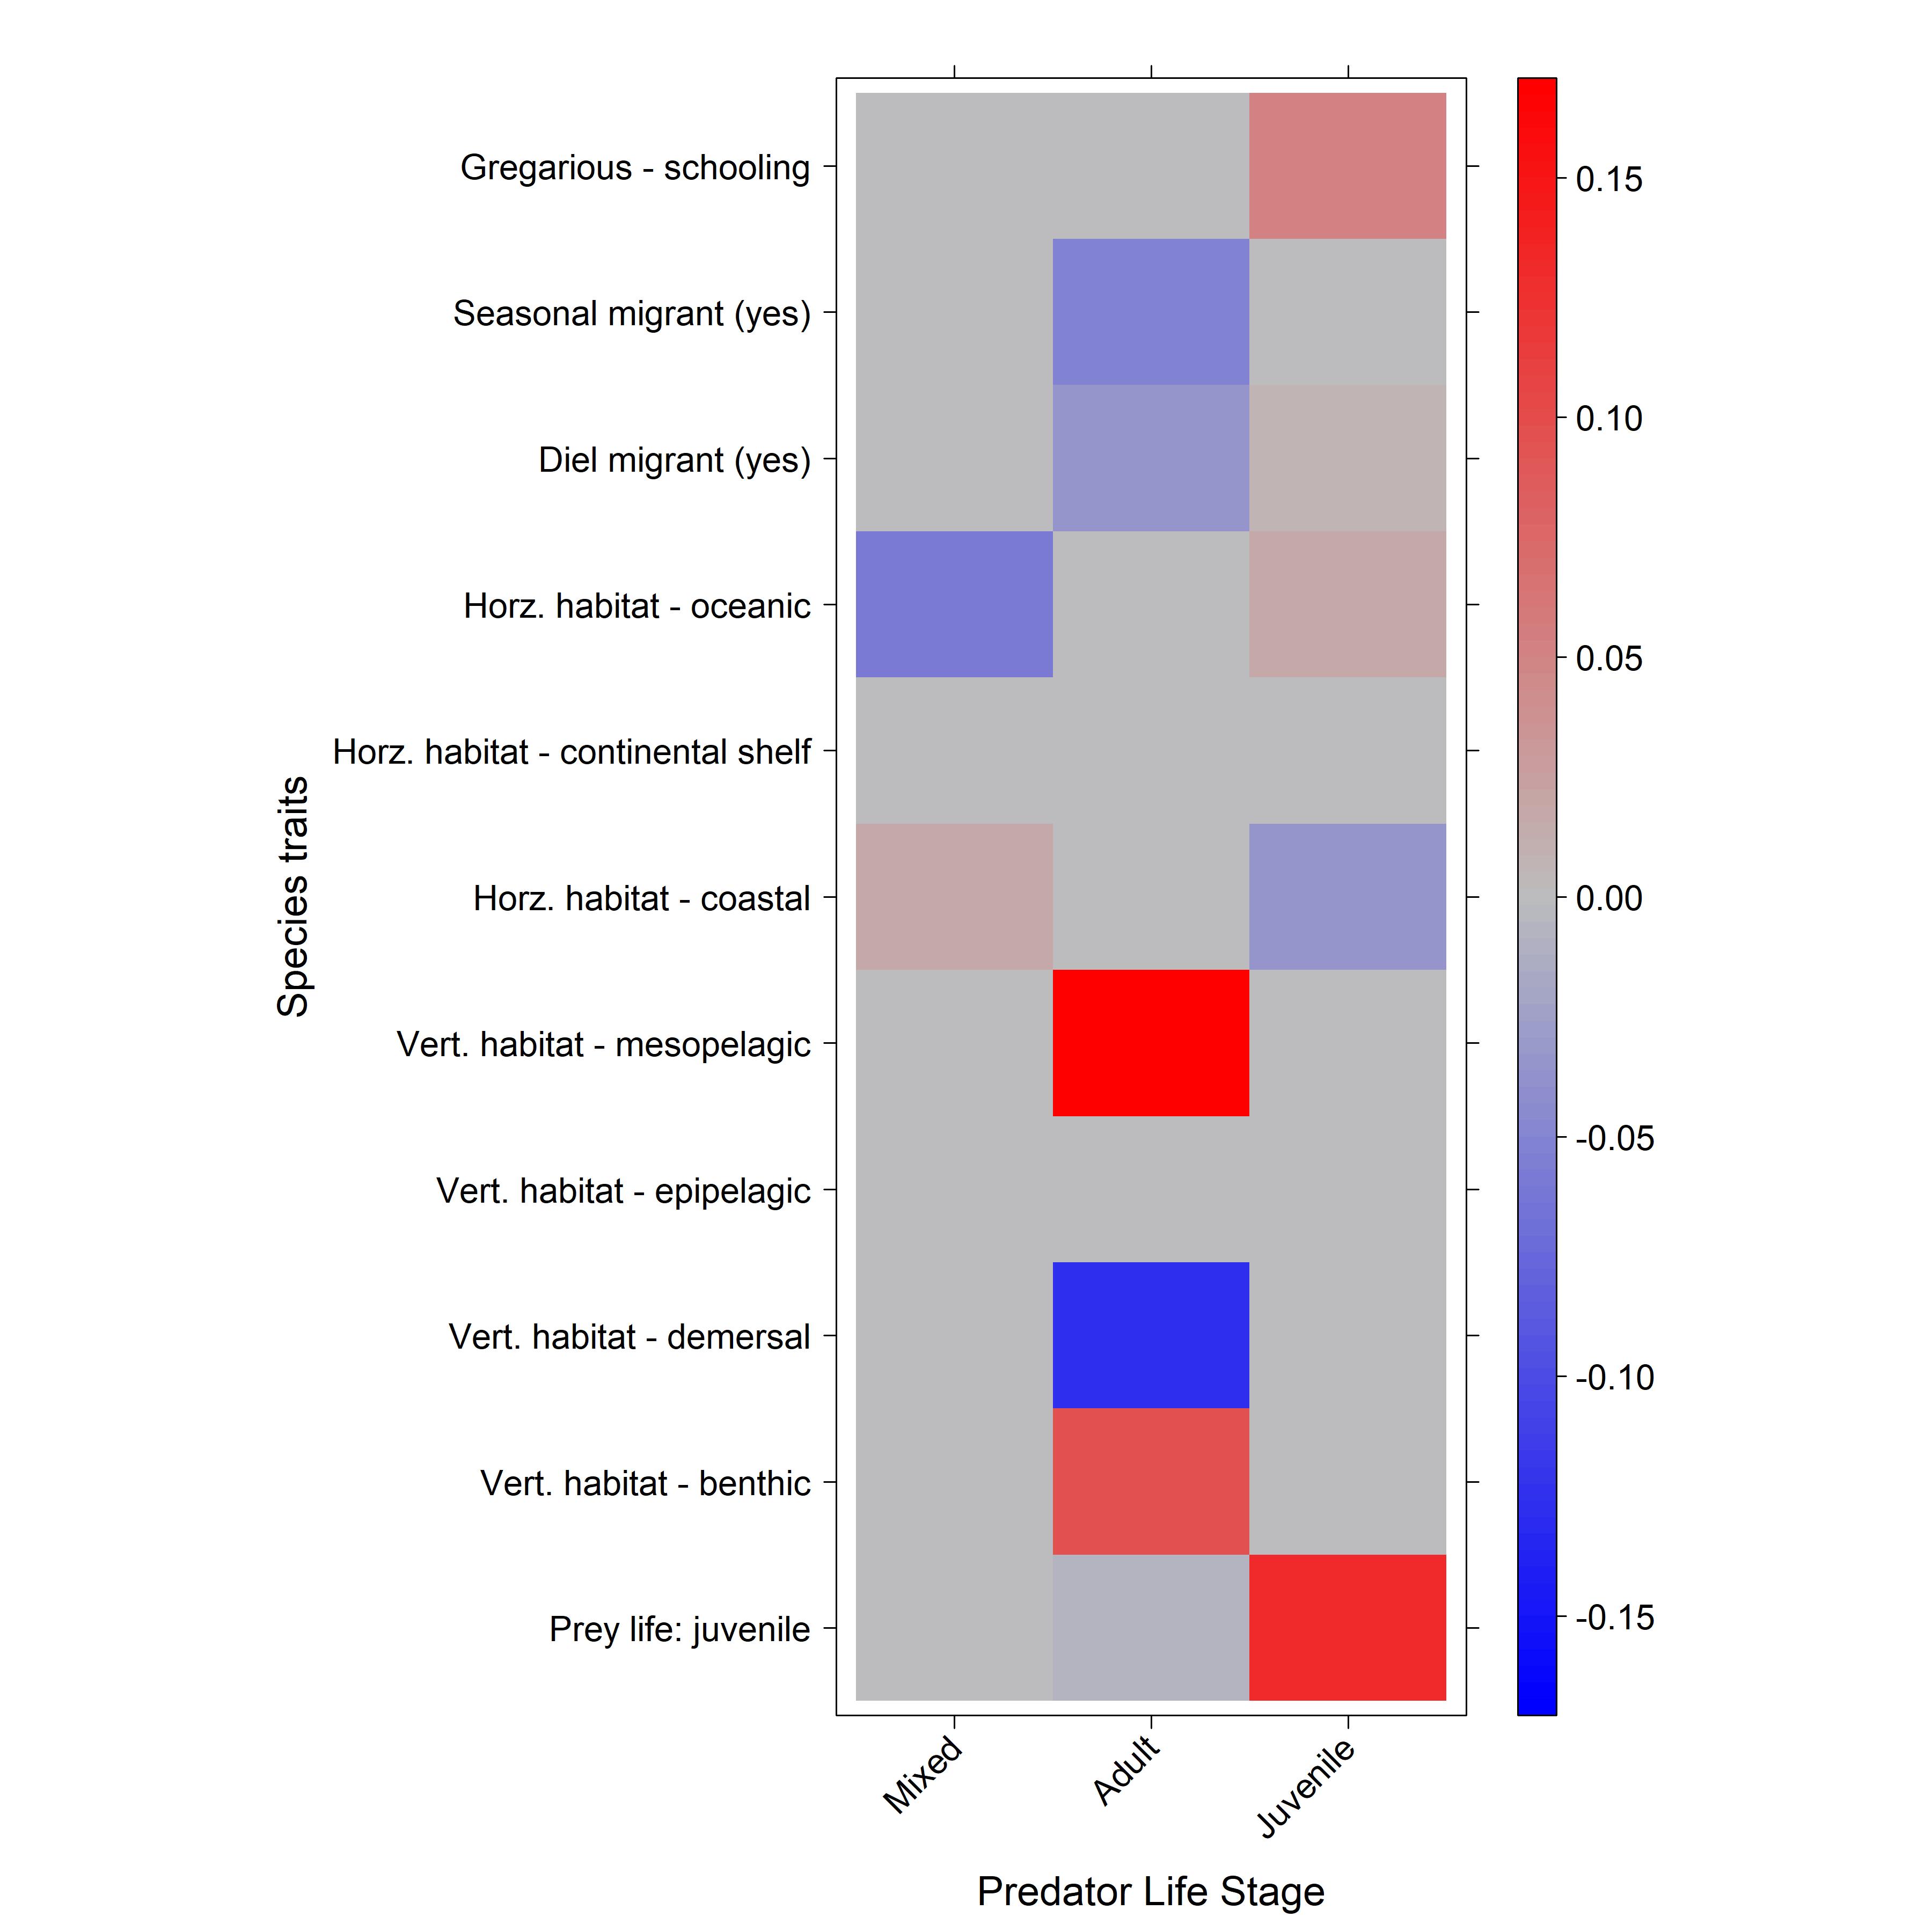 Gregarious - schooling
Seasonal migrant (yes)
Diel migrant (yes)
Horz. habitat - oceanic
Horz. habitat - continental shelf
Horz. habitat - coastal
Vert. habitat - mesopelagic
Vert. habitat - epipelagic
Vert. habitat - demersal
Vert. habitat - benthic
Prey life: juvenile
Species traits
Mixed
Adult
Juvenile
Predator Life Stage
0.15
0.10
0.05
0.00
-0.05
-0.10
-0.15